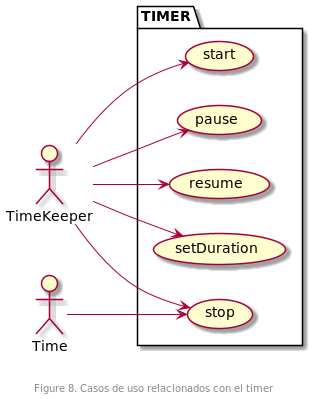 TIMER
start
pause
resume
setDuration
stop
TimeKeeper
Time
Figure 8. Casos de uso relacionados con el timer